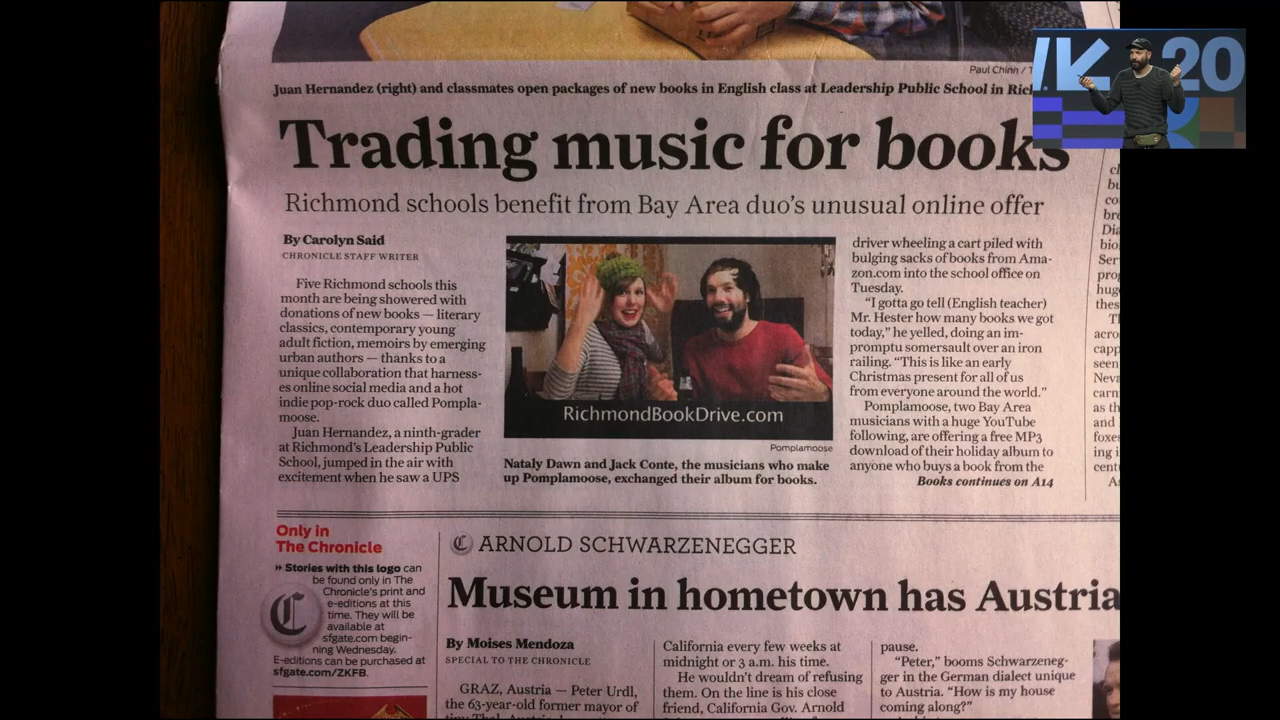 Paul Chinn / T
Juan Hernandez (right) and classmates open packages of new books in English class at Leadership Public School in Rich
Trading music for books
Richmond schools benefit from Bay Area duo's unusual online offer
By Carolyn Said
CHRONICLE STAFF WRITER
Five Richmond schools this
month are being showered with
donations of new books — literary
classics, contemporary young
adult fiction, memoirs by emerging
urban authors — thanks to a
unique collaboration that harness-
es online social media and a hot
indie pop-rock duo called Pompla-
moose.
Juan Hernandez, a ninth-grader
at Richmond's Leadership Public
School, jumped in the air with
excitement when he saw a UPS
RichmondBookDrive.com
Pomplamoose
Nataly Dawn and Jack Conte, the musicians who make
up Pomplamoose, exchanged their album for books.
driver wheeling a cart piled with
bulging sacks of books from Ama-
zon.com into the school office on
Tuesday.
"I gotta go tell (English teacher)
Mr. Hester how many books we got
today," he yelled, doing an im-
promptu somersault over an iron
railing. "This is like an early
Christmas present for all of us
from everyone around the world."
Pomplamoose, two Bay Area
musicians with a huge YouTube
following, are offering a free MP3
download of their holiday album to
anyone who buys a book from the
Books continues on A14
Only in
The Chronicle
Stories with this logo can
be found only in The
Chronicle's print and
e-editions at this
time. They will be
available at
sfgate.com begin-
ning Wednesday.
E-editions can be purchased at
sfgate.com/ZKFB.
C ARNOLD SCHWARZENEGGER
Museum in hometown has Austria
By Moises Mendoza
SPECIAL TO THE CHRONICLE
GRAZ, Austria — Peter Urdl,
the 63-year-old former mayor of
California every few weeks at
midnight or 3 a.m. his time.
He wouldn't dream of refusing
them. On the line is his close
friend, California Gov. Arnold
pause.
"Peter," booms Schwarzeneg-
ger in the German dialect unique
to Austria. "How is my house
coming along?"
20